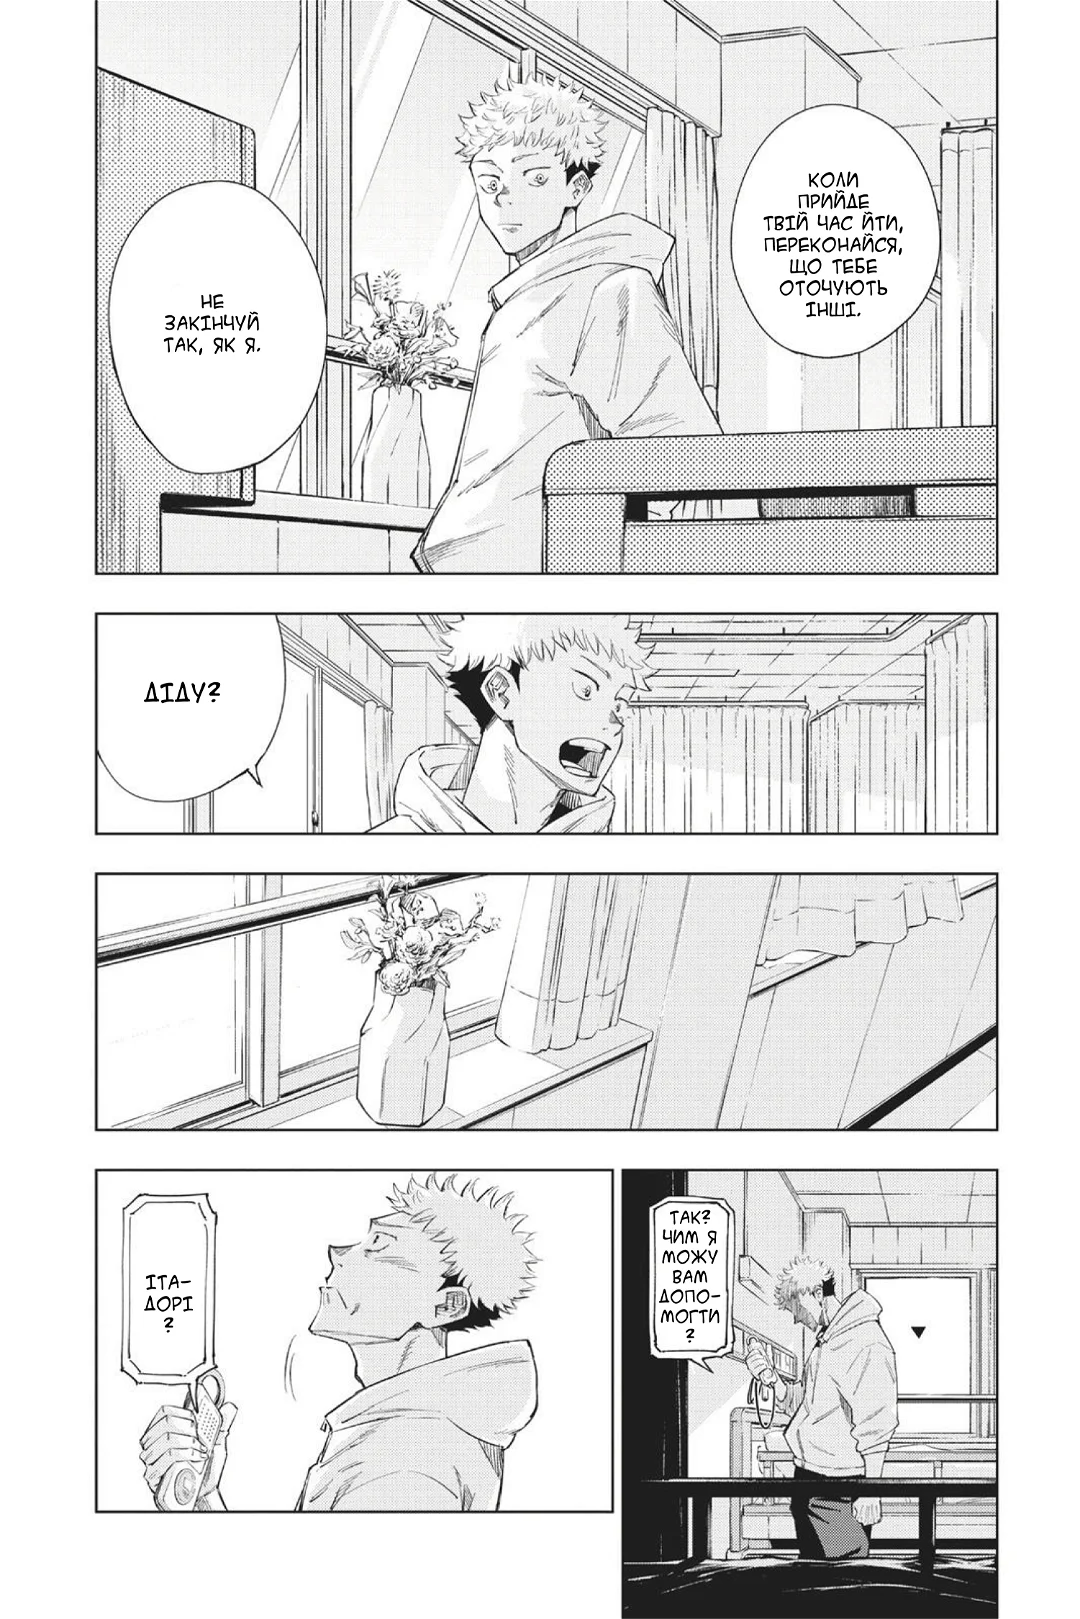 КОЛИ
ПРИЙДЕ
ТВІЙ ЧАС ЙТИ,
ПЕРЕКОНАЙСЯ,
ЩО ТЕБЕ
ОТОЧУЮТЬ
ІНШІ.
НЕ
ЗАКІНЧУЙ
ТАК, ЯК Я.
ДІДУ?
ТАК?
ЧИМ Я
МОЖУ
ВАМ
ДОПО-
МОГТИ
?
ІТА-
ДОРІ
?